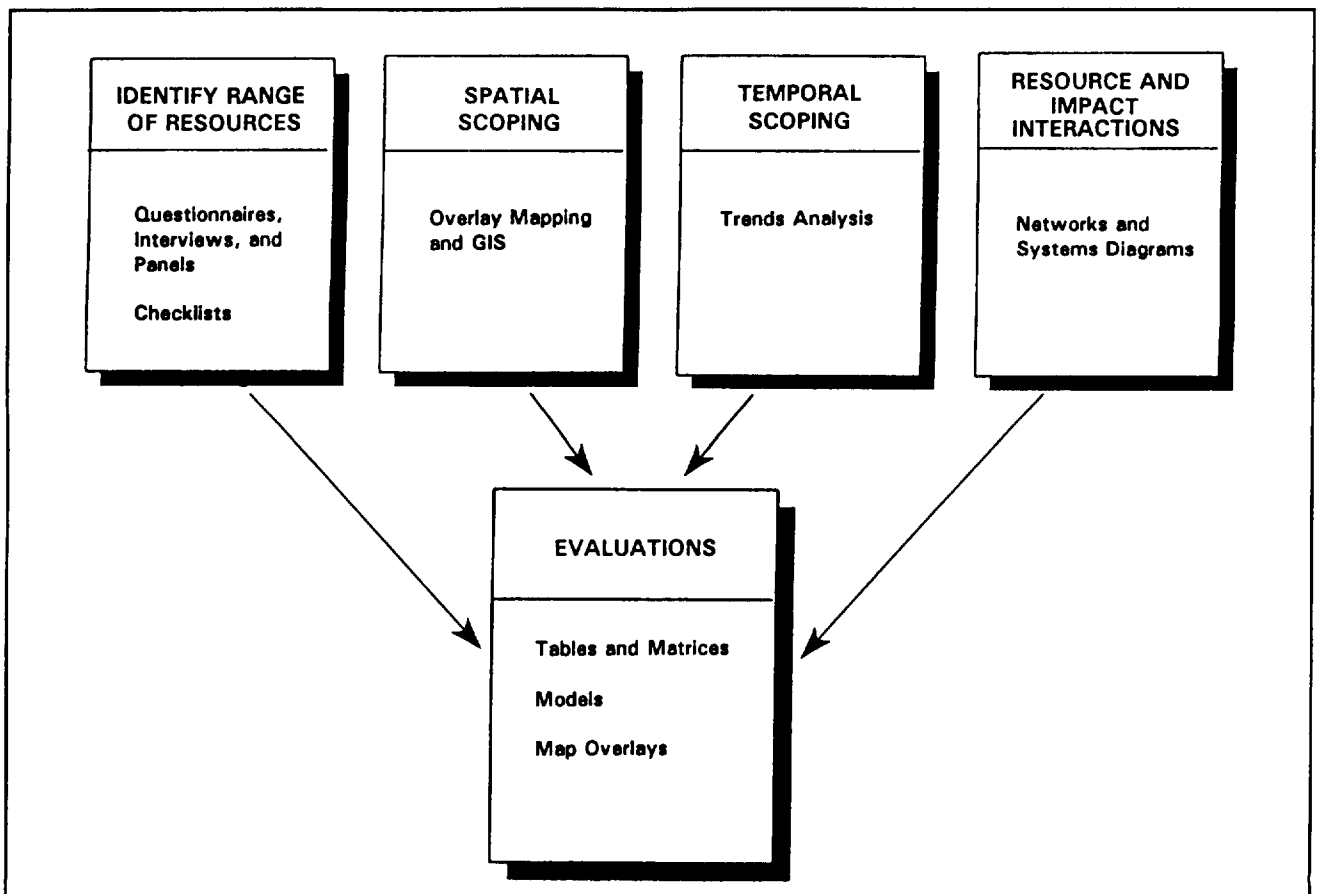 IDENTIFY RANGE
OF RESOURCES
Questionnaires,
Interviews, and
Panels
Checklists
SPATIAL
SCOPING
Overlay Mapping
and GIS
TEMPORAL
SCOPING
Trends Analysis
RESOURCE AND
IMPACT
INTERACTIONS
Networks and
Systems Diagrams
EVALUATIONS
Tables and Matrices
Models
Map Overlays